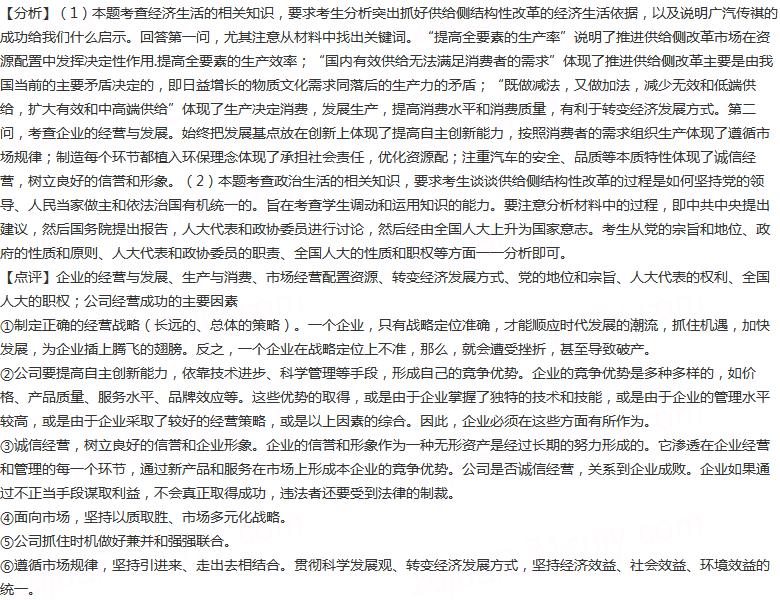 【分析】（1）本题考查经济生活的相关知识，要求考生分析突出抓好供给侧结构性改革的经济生活依据，以及说明广汽传祺的
成功给我们什么启示。回答第一问，尤其注意从材料中找出关键词。“提高全要素的生产率”说明了推进供给侧改革市场在资
源配置中发挥决定性作用.提高全要素的生产效率；“国内有效供给无法满足消费者的需求”体现了推进供给侧改革主要是由我
国当前的主要矛盾决定的，即日益增长的物质文化需求同落后的生产力的矛盾；“既做减法，又做加法，减少无效和低端供
给，扩大有效和中高端供给”体现了生产决定消费，发展生产，提高消费水平和消费质量，有利于转变经济发展方式。第二
问，考查企业的经营与发展。始终把发展基点放在创新上体现了提高自主创新能力，按照消费者的需求组织生产体现了遵循市
场规律；制造每个环节都植入环保理念体现了承担社会责任，优化资源配；注重汽车的安全、品质等本质特性体现了诚信经
营，树立良好的信誉和形象。（2）本题考查政治生活的相关知识，要求考生谈谈供给侧结构性改革的过程是如何坚持党的领
导、人民当家做主和依法治国有机统一的。旨在考查学生调动和运用知识的能力。要注意分析材料中的过程，即中共中央提出
建议，然后国务院提出报告，人大代表和政协委员进行讨论，然后经由全国人大上升为国家意志。考生从党的宗旨和地位、政
府的性质和原则、人大代表和政协委员的职责、全国人大的性质和职权等方面一一分析即可。
【点评】企业的经营与发展、生产与消费、市场经营配置资源、转变经济发展方式、党的地位和宗旨、人大代表的权利、全国
人大的职权；公司经营成功的主要因素
①制定正确的经营战略（长远的、总体的策略）。一个企业，只有战略定位准确，才能顺应时代发展的潮流，抓住机遇，加快
发展，为企业插上腾飞的翅膀。反之，一个企业在战略定位上不准，那么，就会遭受挫折，甚至导致破产。
②公司要提高自主创新能力，依靠技术进步、科学管理等手段，形成自己的竞争优势。企业的竞争优势是多种多样的，如价
格、产品质量、服务水平、品牌效应等。这些优势的取得，或是由于企业掌握了独特的技术和技能，或是由于企业的管理水平
较高，或是由于企业采取了较好的经营策略，或是以上因素的综合。因此，企业必须在这些方面有所作为。
③诚信经营，树立良好的信誉和企业形象。企业的信誉和形象作为一种无形资产是经过长期的努力形成的。它渗透在企业经营
和管理的每一个环节，通过新产品和服务在市场上形成本企业的竞争优势。公司是否诚信经营，关系到企业成败。企业如果通
过不正当手段谋取利益，不会真正取得成功，违法者还要受到法律的制裁。
④面向市场，坚持以质取胜、市场多元化战略。
⑤公司抓住时机做好兼并和强强联合。
⑥遵循市场规律，坚持引进来、走出去相结合。贯彻科学发展观、转变经济发展方式，坚持经济效益、社会效益、环境效益的
统一。